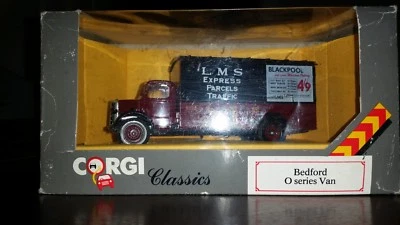 L M S
EXPRESS
PARCELS
TRAFFIC
BLACKPOOL
4/9
CORGI
Classics
Bedford
O series Van